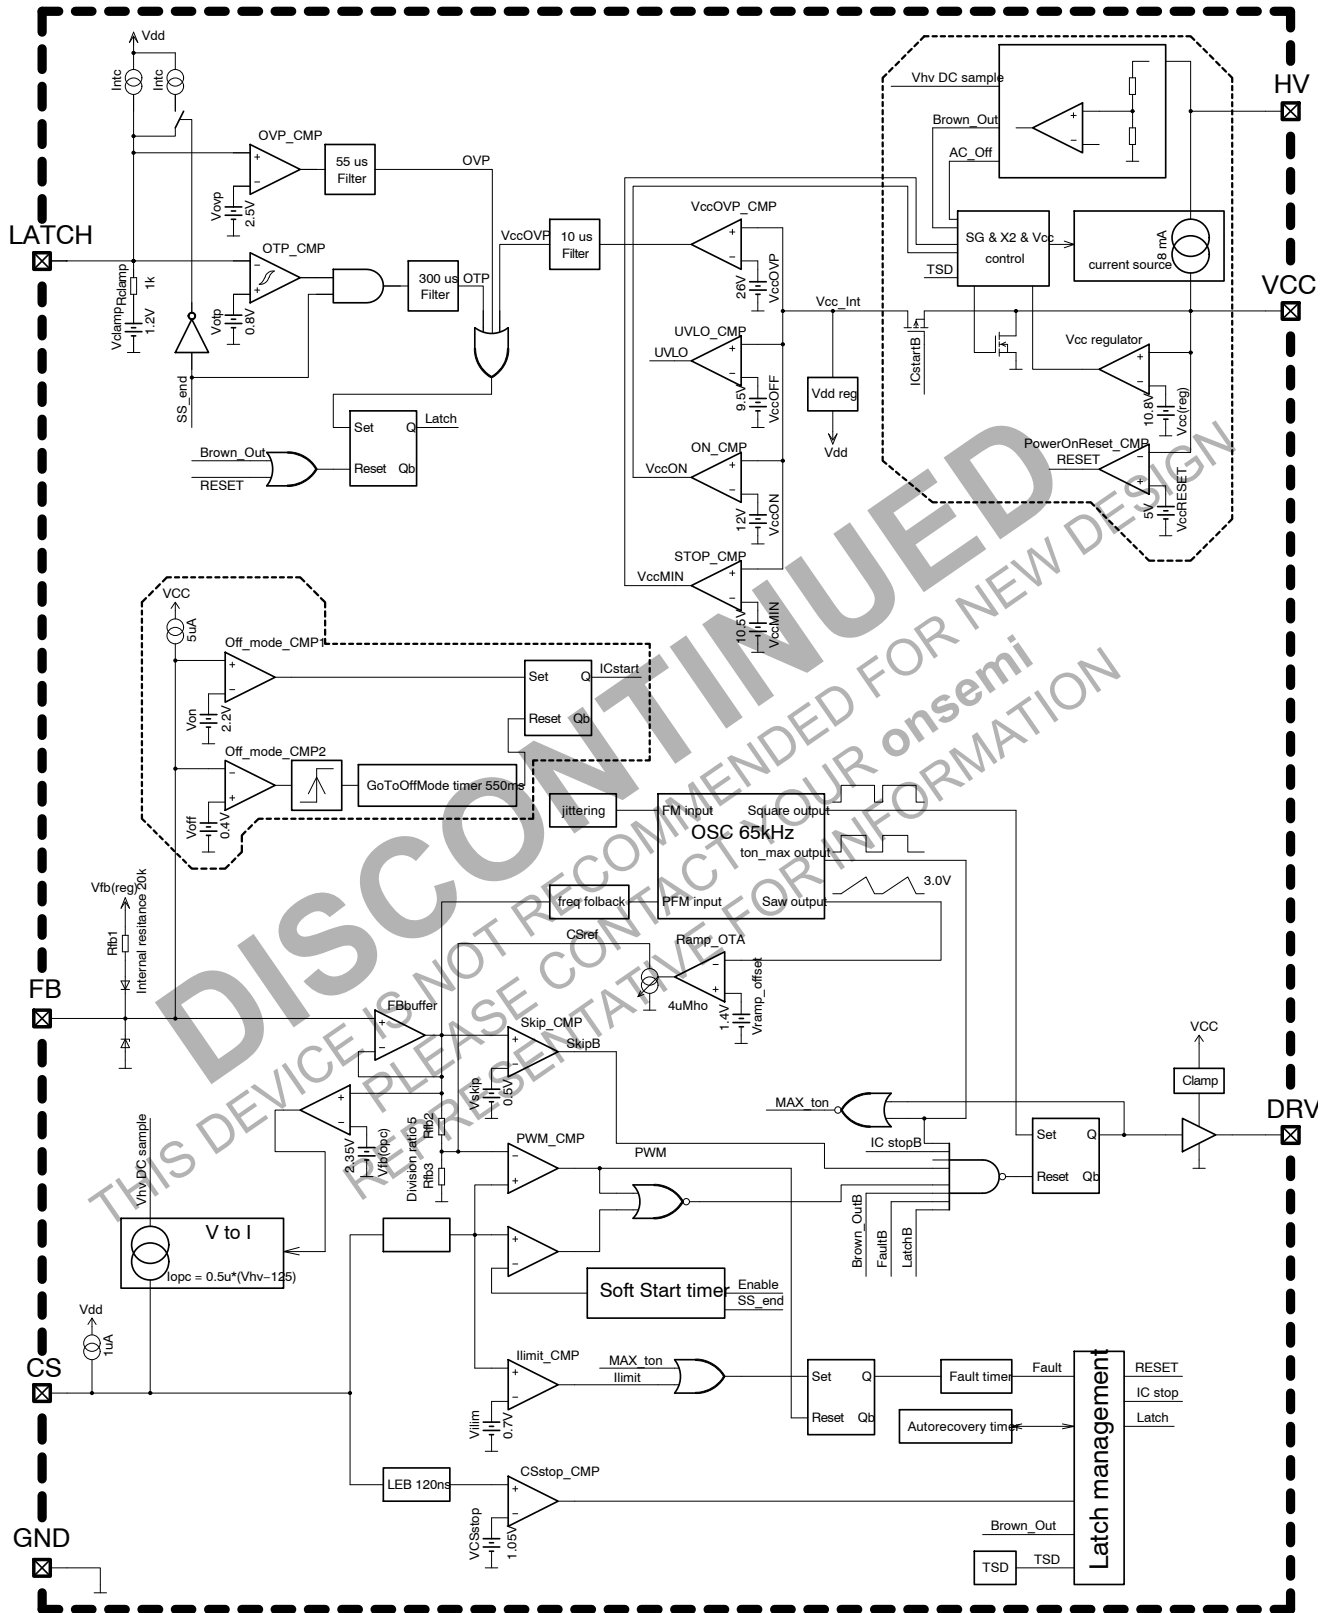 Vdd
Intc
Intc
OVP_CMP
55 us
Filter
OVP
Vovp
2.5V
LATCH
OTP_CMP
300 us
Filter
OTP
Votp
0.8V
Rclamp
1k
Vclamp
1.2V
SS_end
Set
Q
Latch
Reset
Qb
Brown_Out
RESET
VccOVP
10 us
Filter
VccOVP_CMP
26V
VccOVP
UVLO_CMP
UVLO
9.5V
VccOFF
ON_CMP
VccON
12V
VccON
STOP_CMP
VccMIN
10.5V
VccMIN
Vcc_Int
Vdd reg
Vdd
ICstartB
Vhv DC sample
Brown_Out
AC_Off
SG & X2 & Vcc
control
TSD
8 mA
current source
HV
VCC
Vcc regulator
10.8V
Vcc(reg)
PowerOnReset_CMP
RESET
5V
VccRESET
VCC
5uA
Off_mode_CMP1
Von
2.2V
Set
Q
ICstart
Reset
Qb
Off_mode_CMP2
GoToOffMode timer 550ms
Voff
0.4V
jittering
FM input
Square output
OSC 65kHz
ton_max output
freq folback
PFM input
Saw output
3.0V
Vfb(reg)
Rfb1
Internal resitance 20k
FB
CSref
Ramp_OTA
4uMho
1.4V
Vramp_offset
FBbuffer
Skip_CMP
SkipB
Vskip
0.5V
2.35V
Vfb(opc)
Division ratio 5
Rfb2
Rfb3
PWM_CMP
PWM
MAX_ton
IC stopB
Brown_OutB
FaultB
LatchB
Set
Q
Reset
Qb
VCC
Clamp
DRV
Vhv DC sample
V to I
Iopc = 0.5u*(Vhv−125)
Vdd
1uA
CS
Soft Start timer
Enable
SS_end
Ilimit_CMP
MAX_ton
Ilimit
Vilim
0.7V
Set
Q
Reset
Qb
Fault timer
Fault
Autorecovery timer
Latch management
RESET
IC stop
Latch
LEB 120ns
CSstop_CMP
VCSstop
1.05V
Brown_Out
TSD
TSD
GND
DISCONTINUED
THIS DEVICE IS NOT RECOMMENDED FOR NEW DESIGN
PLEASE CONTACT YOUR onsemi
REPRESENTATIVE FOR INFORMATION